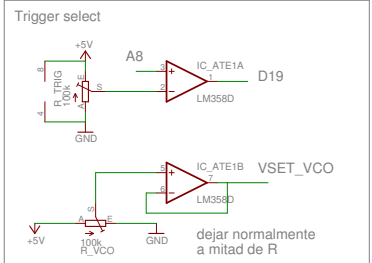 Trigger select
+5V
A8
IC_ATE1A
8
E
3
+
1
D19
R_TRIG
100k
S
2
-
LM358D
4
A
GND
IC_ATE1B
5
+
7
VSET_VCO
6
-
LM358D
S
A
E
+5V
100k
R_VCO
GND
dejar normalmente
a mitad de R